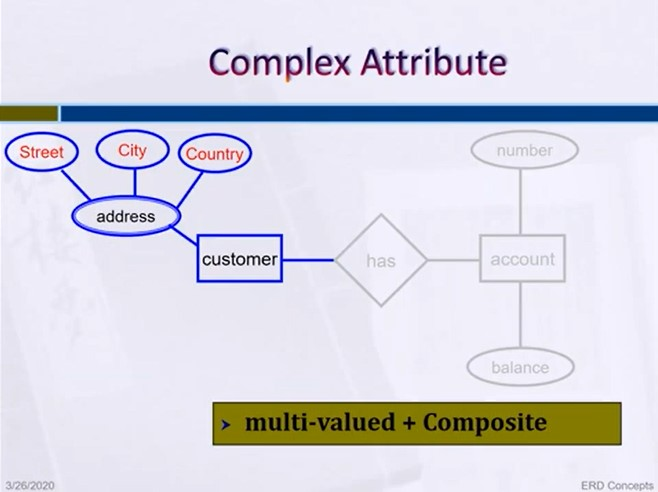 Complex Attribute
Street
City
Country
number
address
customer
has
account
balance
➤ multi-valued + Composite
3/26/2020
ERD Concepts